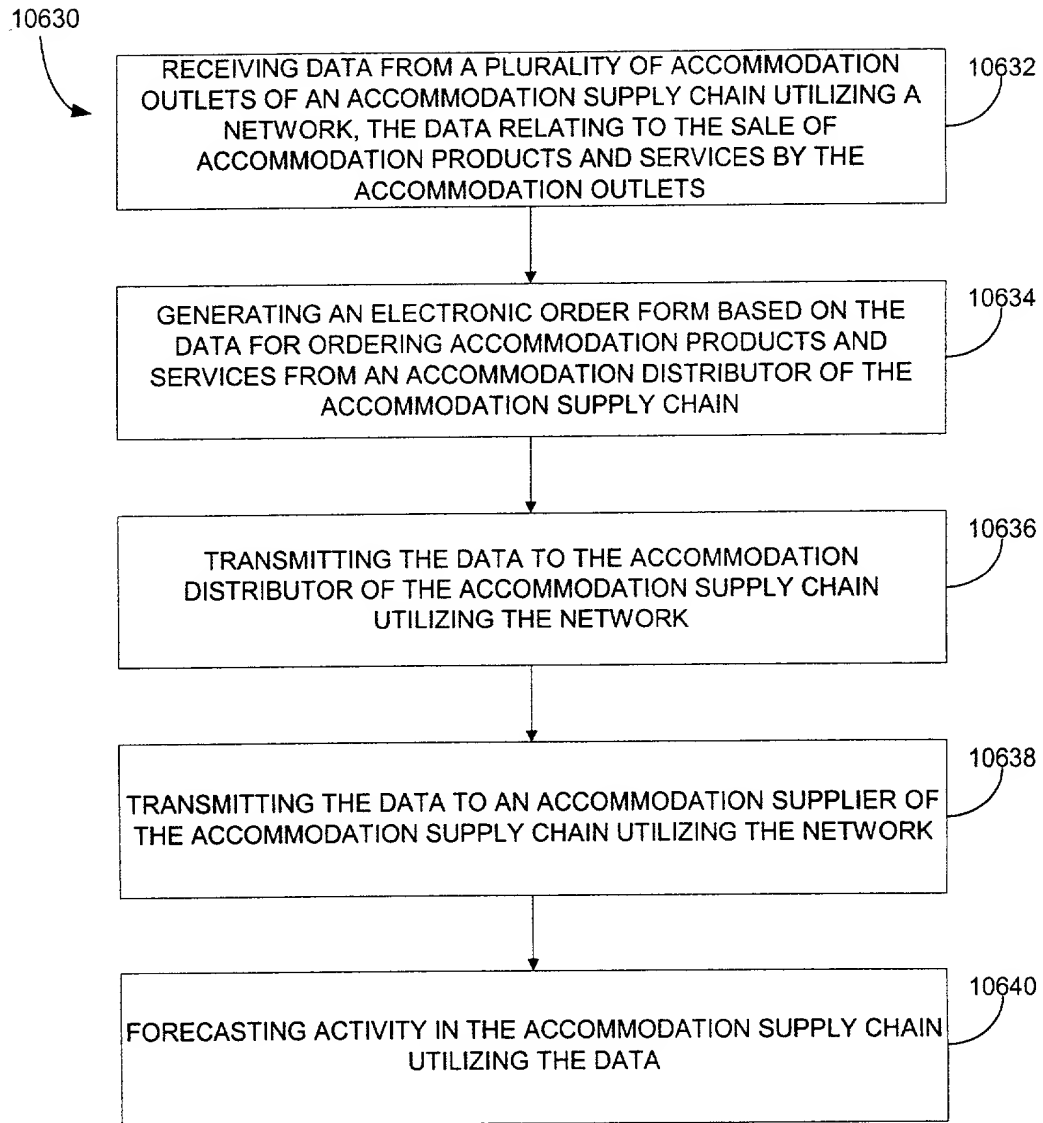 10630
RECEIVING DATA FROM A PLURALITY OF ACCOMMODATION
OUTLETS OF AN ACCOMMODATION SUPPLY CHAIN UTILIZING A
NETWORK, THE DATA RELATING TO THE SALE OF
ACCOMMODATION PRODUCTS AND SERVICES BY THE
ACCOMMODATION OUTLETS
10632
GENERATING AN ELECTRONIC ORDER FORM BASED ON THE
DATA FOR ORDERING ACCOMMODATION PRODUCTS AND
SERVICES FROM AN ACCOMMODATION DISTRIBUTOR OF THE
ACCOMMODATION SUPPLY CHAIN
10634
TRANSMITTING THE DATA TO THE ACCOMMODATION
DISTRIBUTOR OF THE ACCOMMODATION SUPPLY CHAIN
UTILIZING THE NETWORK
10636
TRANSMITTING THE DATA TO AN ACCOMMODATION SUPPLIER OF
THE ACCOMMODATION SUPPLY CHAIN UTILIZING THE NETWORK
10638
FORECASTING ACTIVITY IN THE ACCOMMODATION SUPPLY CHAIN
UTILIZING THE DATA
10640